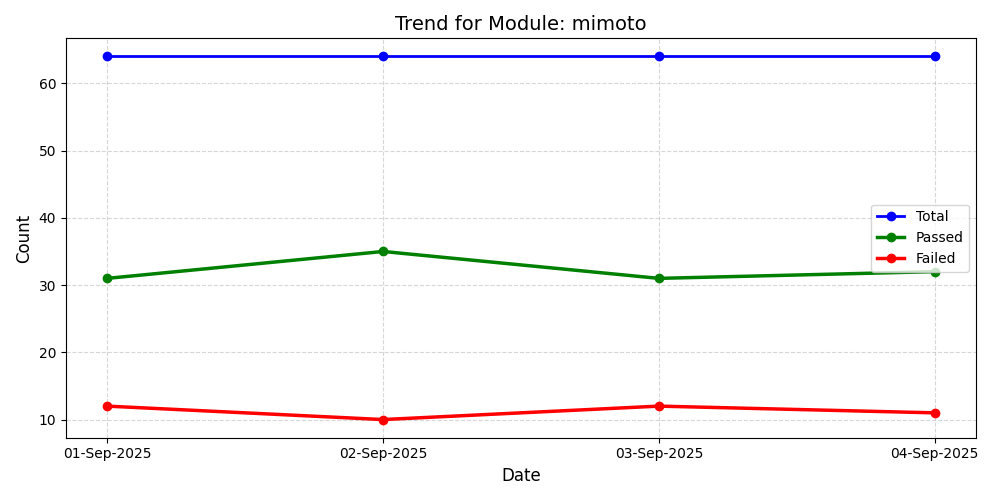 Trend for Module: mimoto
Count
60
50
40
30
20
10
Total
Passed
Failed
01-Sep-2025
02-Sep-2025
03-Sep-2025
04-Sep-2025
Date